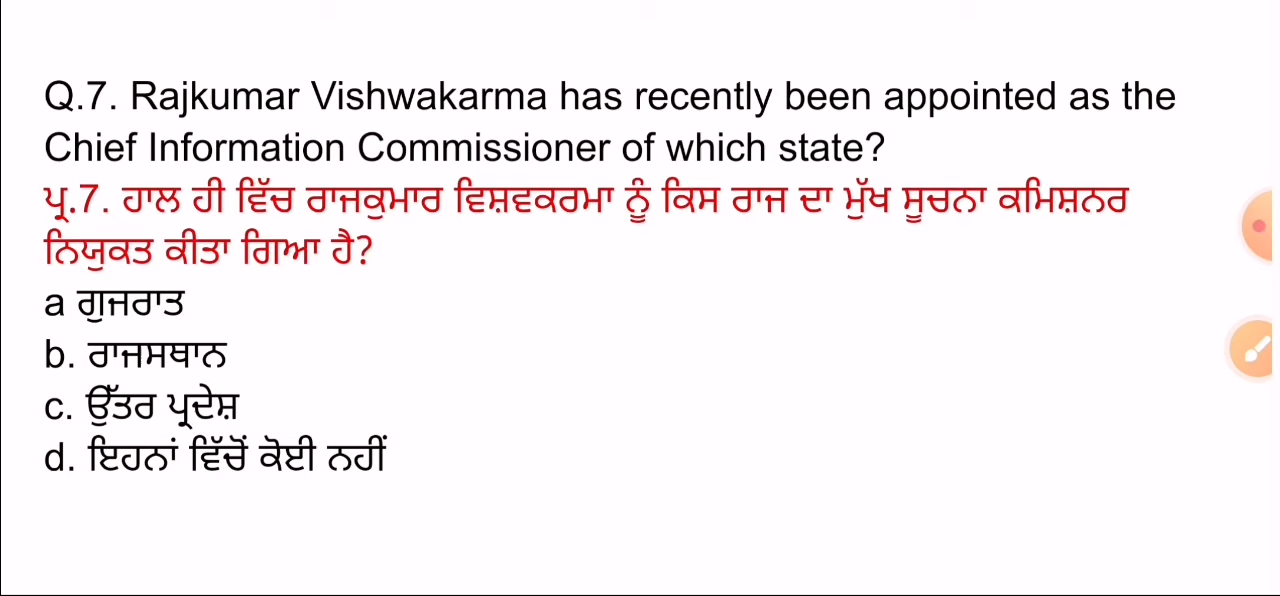 Q.7. Rajkumar Vishwakarma has recently been appointed as the
Chief Information Commissioner of which state?
ਪ੍ਰ.7. ਹਾਲ ਹੀ ਵਿੱਚ ਰਾਜਕੁਮਾਰ ਵਿਸ਼ਵਕਰਮਾ ਨੂੰ ਕਿਸ ਰਾਜ ਦਾ ਮੁੱਖ ਸੂਚਨਾ ਕਮਿਸ਼ਨਰ
ਨਿਯੁਕਤ ਕੀਤਾ ਗਿਆ ਹੈ?
a ਗੁਜਰਾਤ
b. ਰਾਜਸਥਾਨ
c. ਉੱਤਰ ਪ੍ਰਦੇਸ਼
d. ਇਹਨਾਂ ਵਿੱਚੋਂ ਕੋਈ ਨਹੀਂ